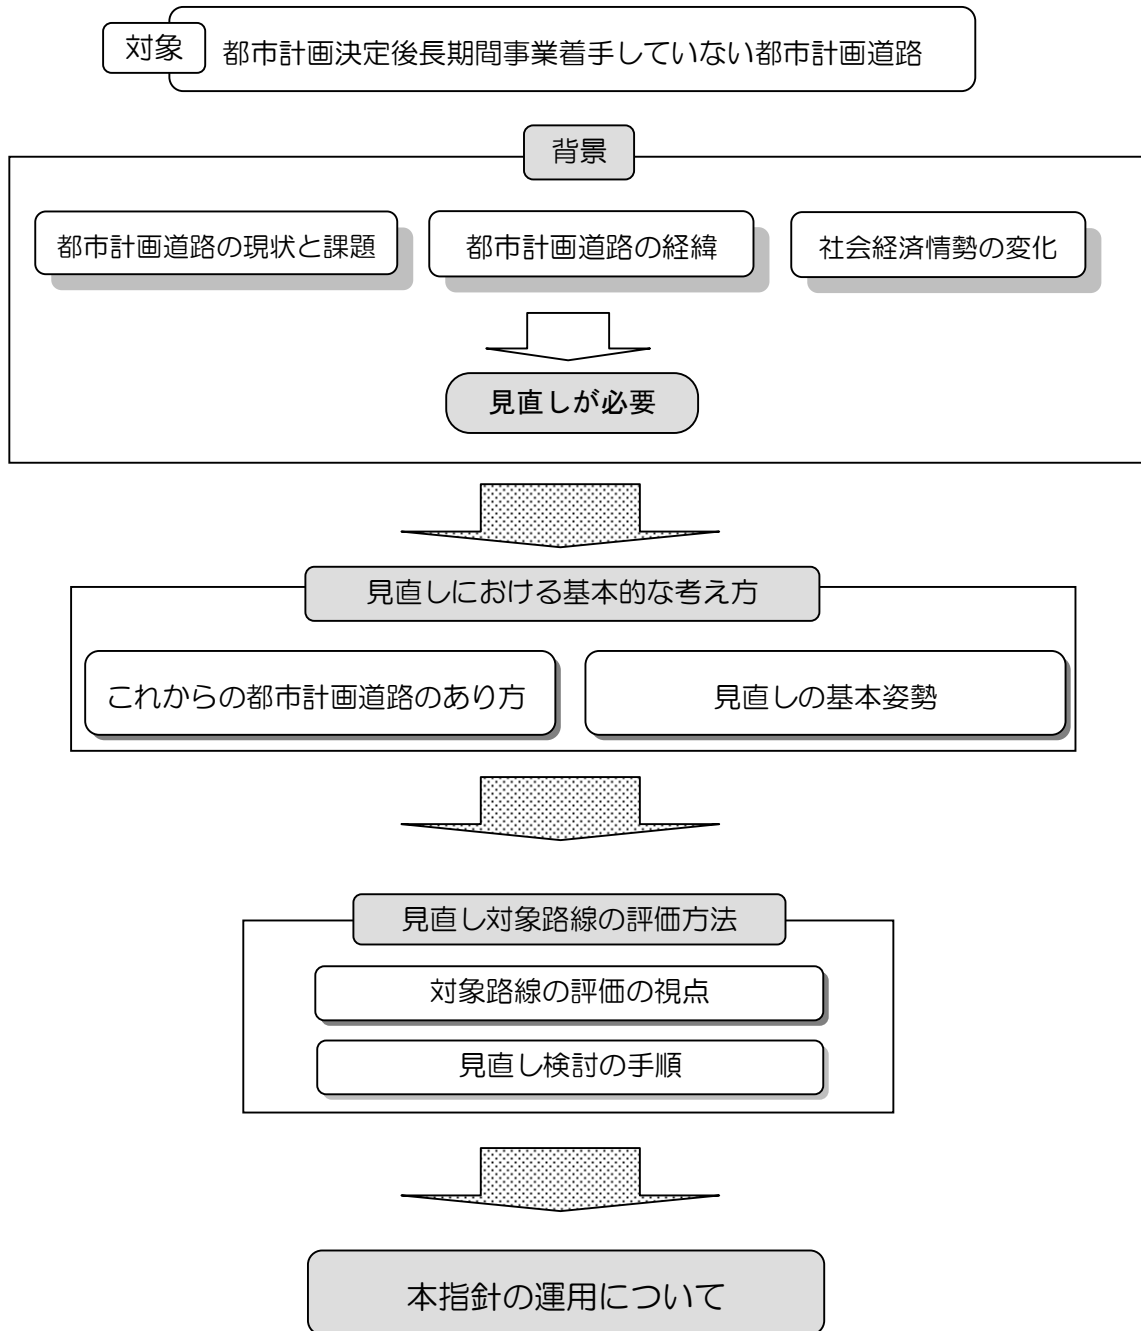 対象
都市計画決定後長期間事業着手していない都市計画道路
背景
都市計画道路の現状と課題
都市計画道路の経緯
社会経済情勢の変化
見直しが必要
見直しにおける基本的な考え方
これからの都市計画道路のあり方
見直しの基本姿勢
見直し対象路線の評価方法
対象路線の評価の視点
見直し検討の手順
本指針の運用について